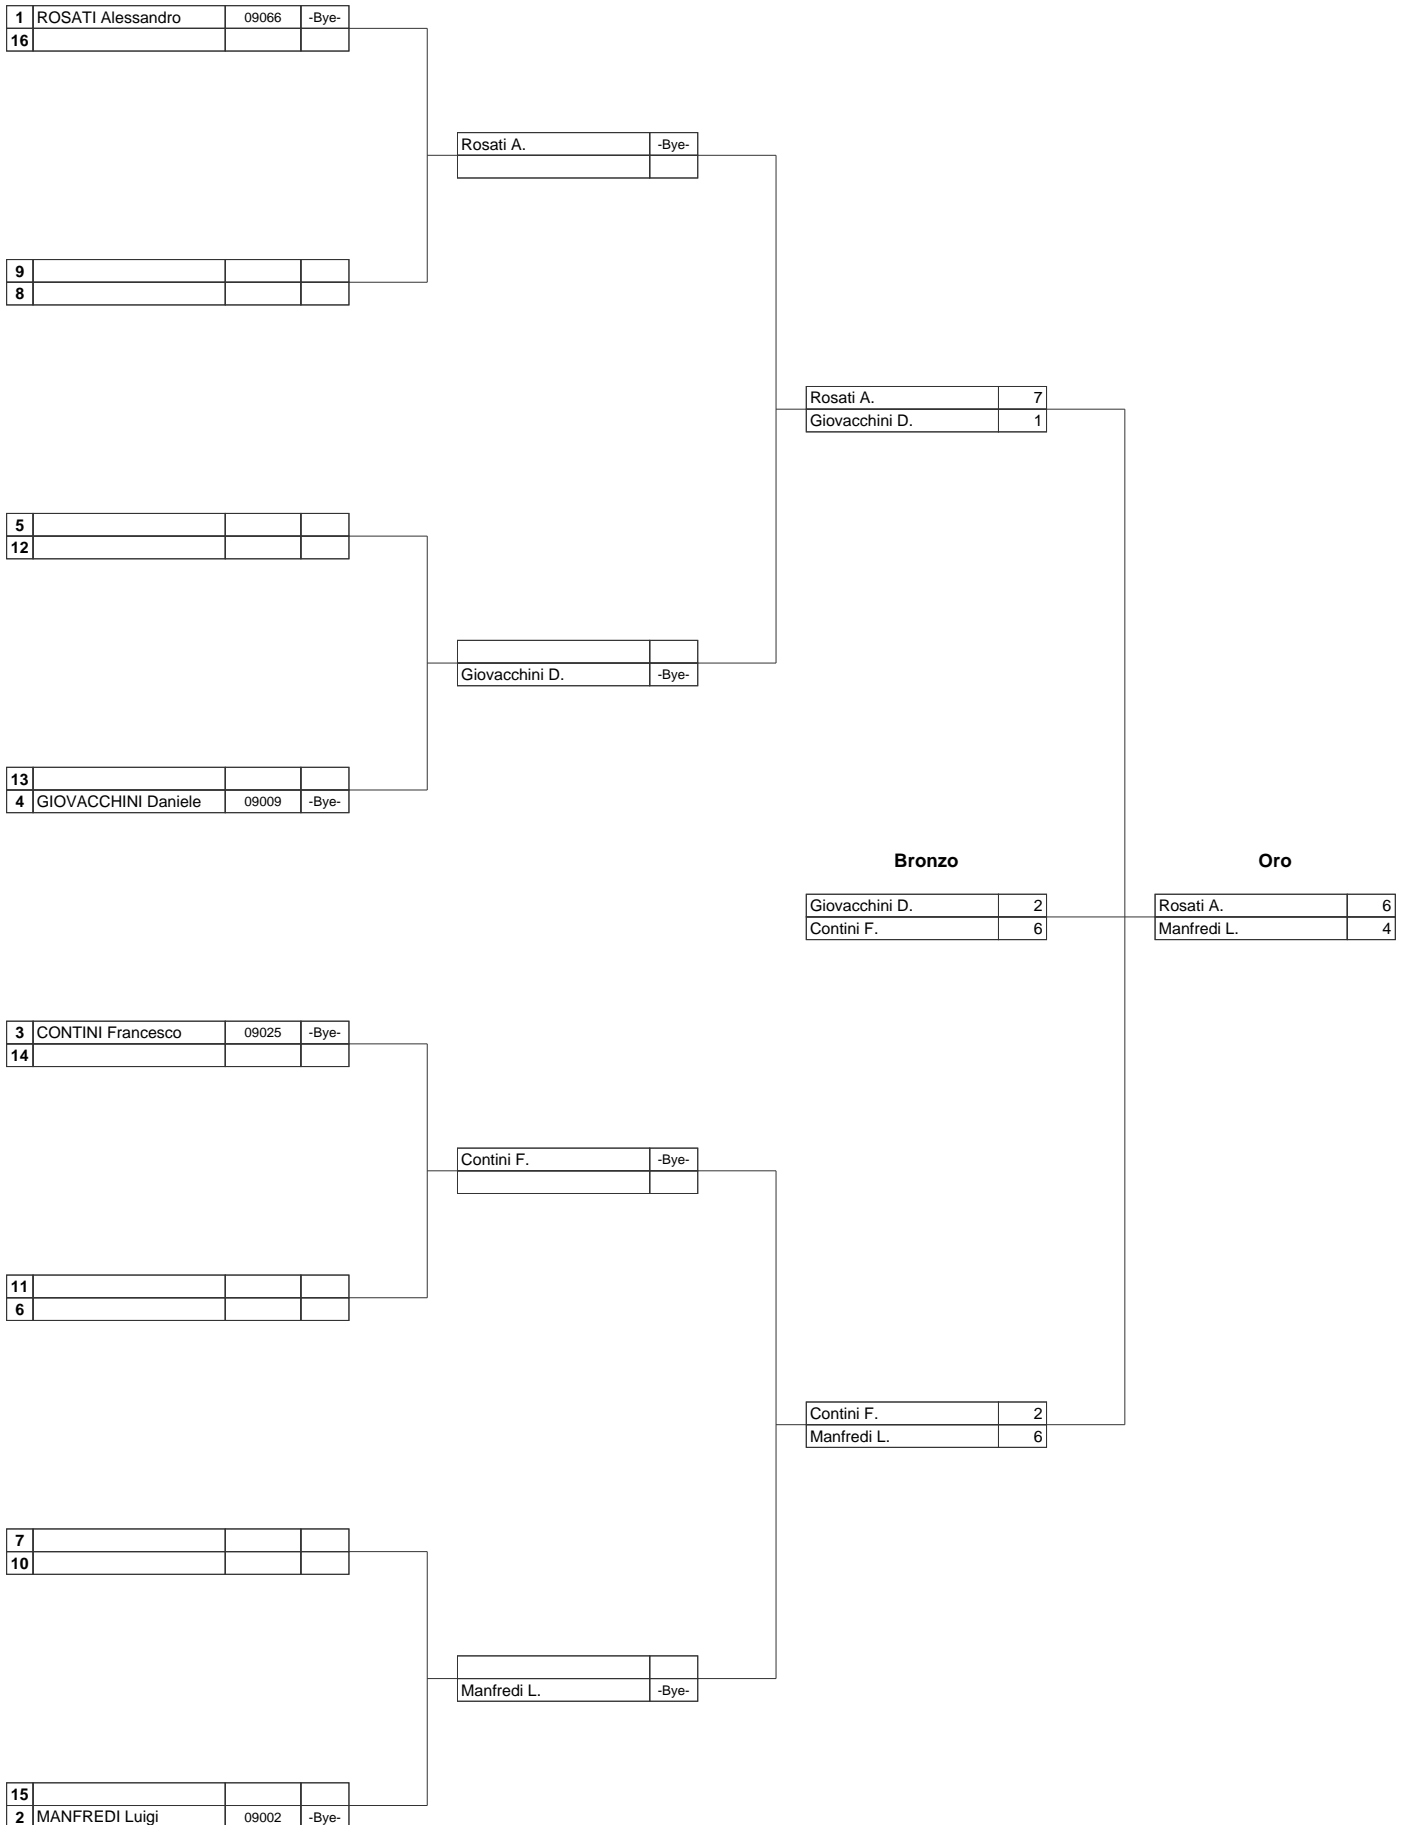 1 ROSATI Alessandro 09066 -Bye-
16
Rosati A. -Bye-
9
8
Rosati A. 7
Giovacchini D. 1
5
12
Giovacchini D. -Bye-
13
4 GIOVACCHINI Daniele 09009 -Bye-
Bronzo Oro
Giovacchini D. 2 Rosati A. 6
Contini F. 6 Manfredi L. 4
3 CONTINI Francesco 09025 -Bye-
14
Contini F. -Bye-
11
6
Contini F. 2
Manfredi L. 6
7
10
Manfredi L. -Bye-
15
2 MANFREDI Luigi 09002 -Bye-